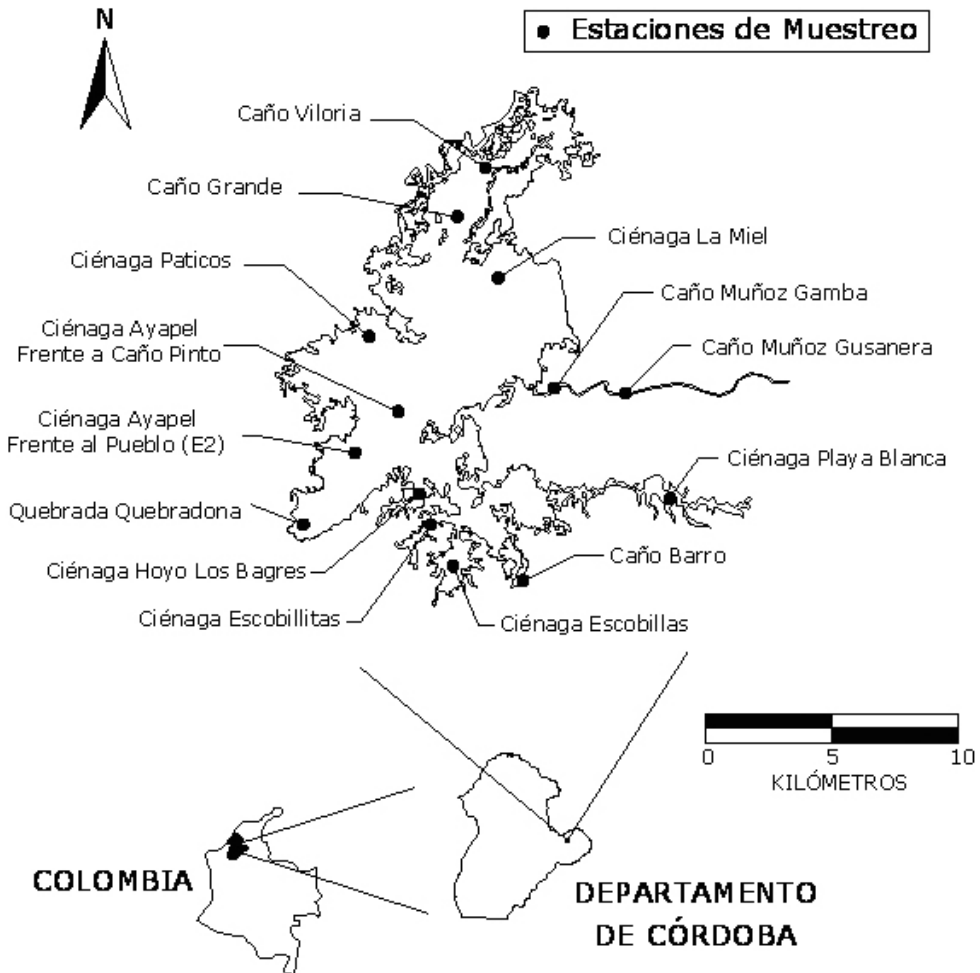 N
● Estaciones de Muestreo
Caño Viloria
Caño Grande
Ciénaga La Miel
Ciénaga Paticos
Caño Muñoz Gamba
Ciénaga Ayapel
Frente a Caño Pinto
Caño Muñoz Gusanera
Ciénaga Ayapel
Frente al Pueblo (E2)
Ciénaga Playa Blanca
Quebrada Quebradona
Caño Barro
Ciénaga Hoyo Los Bagres
Ciénaga Escobillitas
Ciénaga Escobillas
0 5 10
KILÓMETROS
COLOMBIA
DEPARTAMENTO
DE CÓRDOBA